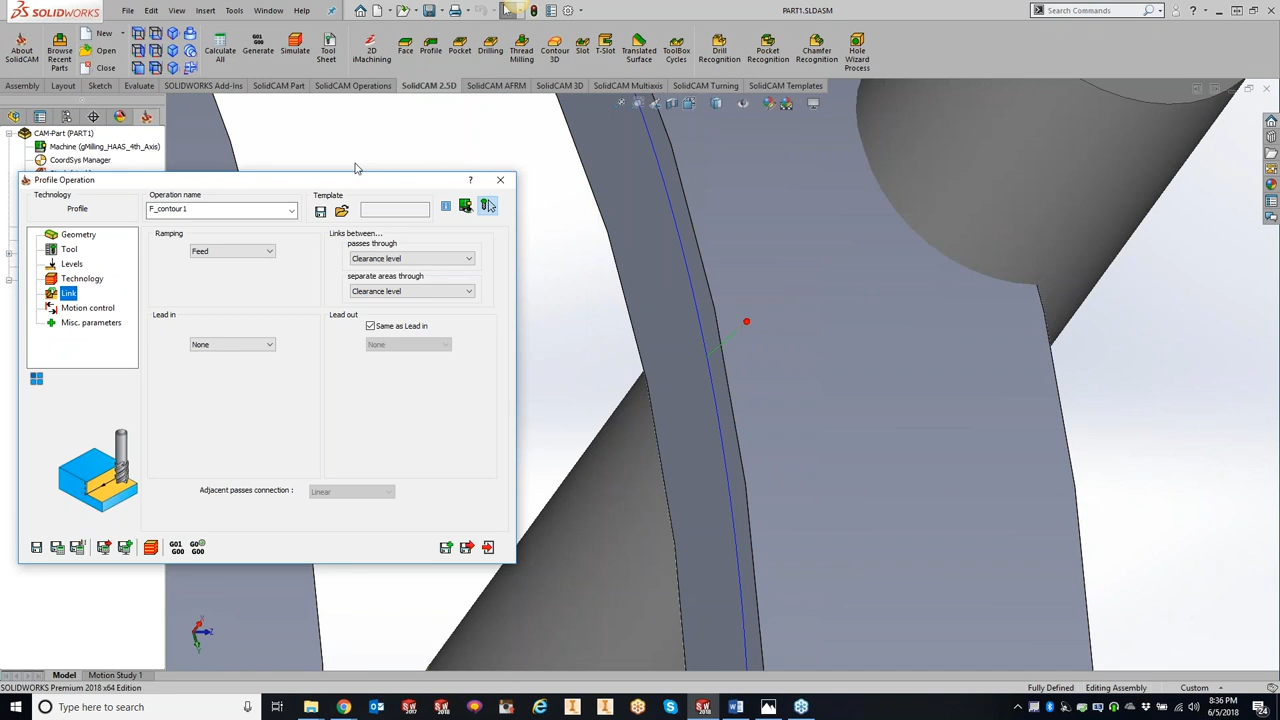 SOLIDWORKS File Edit View Insert Tools Window Help PART1.SLDASM Search Commands
About SolidCAM Browse Recent Parts New Open Close Calculate All Generate Simulate Tool Sheet 2D iMachining Face Profile Pocket Drilling Thread Milling Contour 3D Slot T-Slot Translated Surface ToolBox Cycles Drill Recognition Pocket Recognition Chamfer Recognition Hole Wizard Process
Assembly Layout Sketch Evaluate SOLIDWORKS Add-Ins SolidCAM Part SolidCAM Operations SolidCAM 2.5D SolidCAM AFRM SolidCAM 3D SolidCAM Multiaxis SolidCAM Turning SolidCAM Templates
CAM-Part (PART1)
Machine (gMilling_HAAS_4th_Axis)
CoordSys Manager
Profile Operation
Technology
Profile
Operation name
F_contour1
Template
Geometry
Tool
Levels
Technology
Link
Motion control
Misc. parameters
Ramping
Feed
Links between...
passes through
Clearance level
separate areas through
Clearance level
Lead in
None
Lead out
Same as Lead in
None
Adjacent passes connection :
Linear
G01 G00
G0 G00
Model Motion Study 1
SOLIDWORKS Premium 2018 x64 Edition Fully Defined Editing Assembly Custom
Type here to search
8:36 PM
6/5/2018